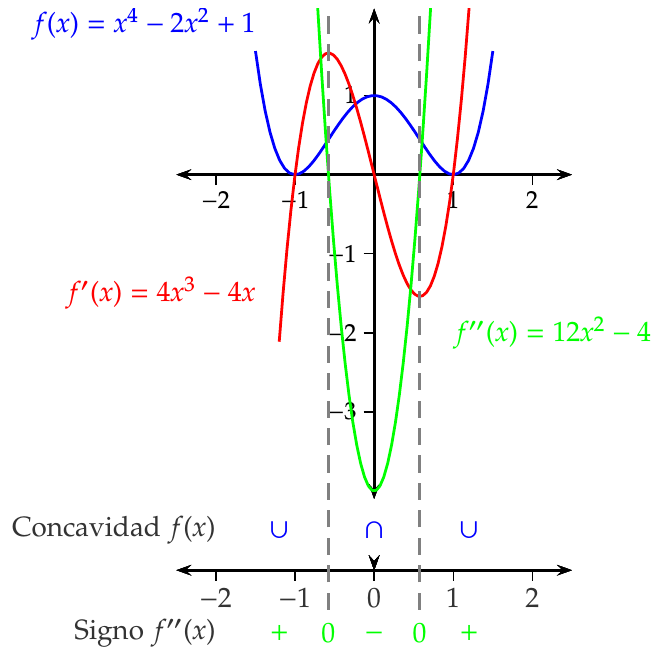 f(x) = x⁴ − 2x² + 1
1
−2 −1 1 2
−1
f′(x) = 4x³ − 4x
−2
f′′(x) = 12x² − 4
−3
Concavidad f(x) ∪ ∩ ∪
−2 −1 0 1 2
Signo f′′(x) + 0 − 0 +